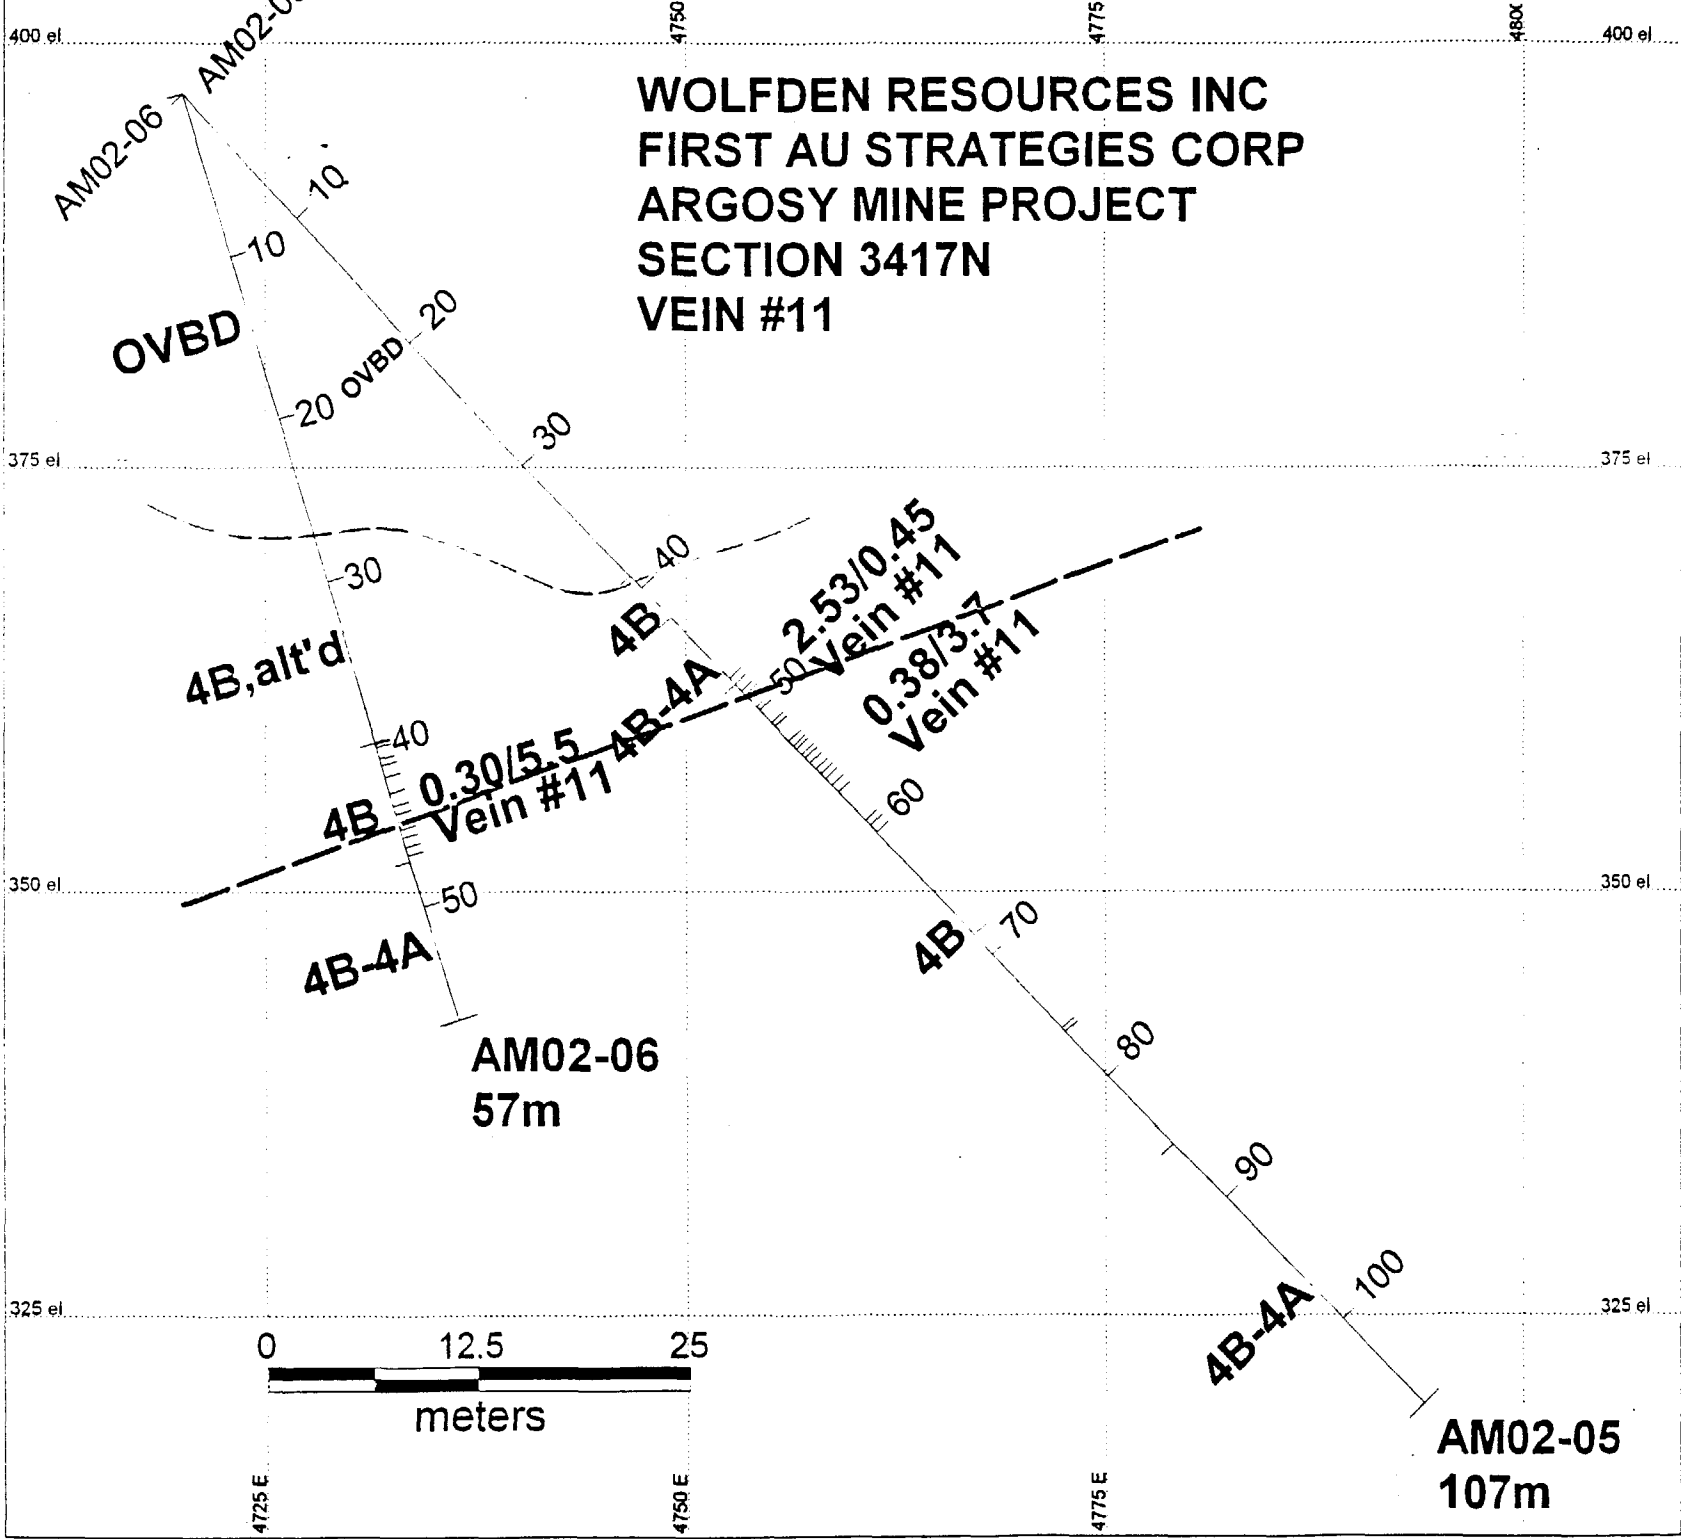 4750
4775
400 el
400 el
AM02-06
WOLFDEN RESOURCES INC
FIRST AU STRATEGIES CORP
ARGOSY MINE PROJECT
SECTION 3417N
VEIN #11
10
10
OVBD
20
OVBD
20
30
375 el
375 el
40
30
2.53/0.45
Vein #11
4B
4B,alt'd
50
0.38/3.7
Vein #11
4B-4A
40
0.30/5.5
Vein #11
4B
60
350 el
350 el
50
70
4B
4B-4A
AM02-06
57m
80
90
100
4B-4A
325 el
325 el
0 12.5 25
meters
AM02-05
107m
4725 E
4750 E
4775 E